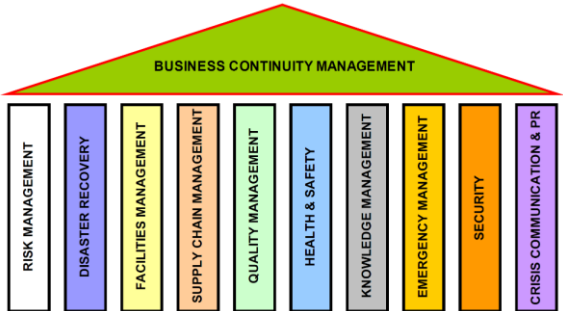 BUSINESS CONTINUITY MANAGEMENT
RISK MANAGEMENT
DISASTER RECOVERY
FACILITIES MANAGEMENT
SUPPLY CHAIN MANAGEMENT
QUALITY MANAGEMENT
HEALTH & SAFETY
KNOWLEDGE MANAGEMENT
EMERGENCY MANAGEMENT
SECURITY
CRISIS COMMUNICATION & PR